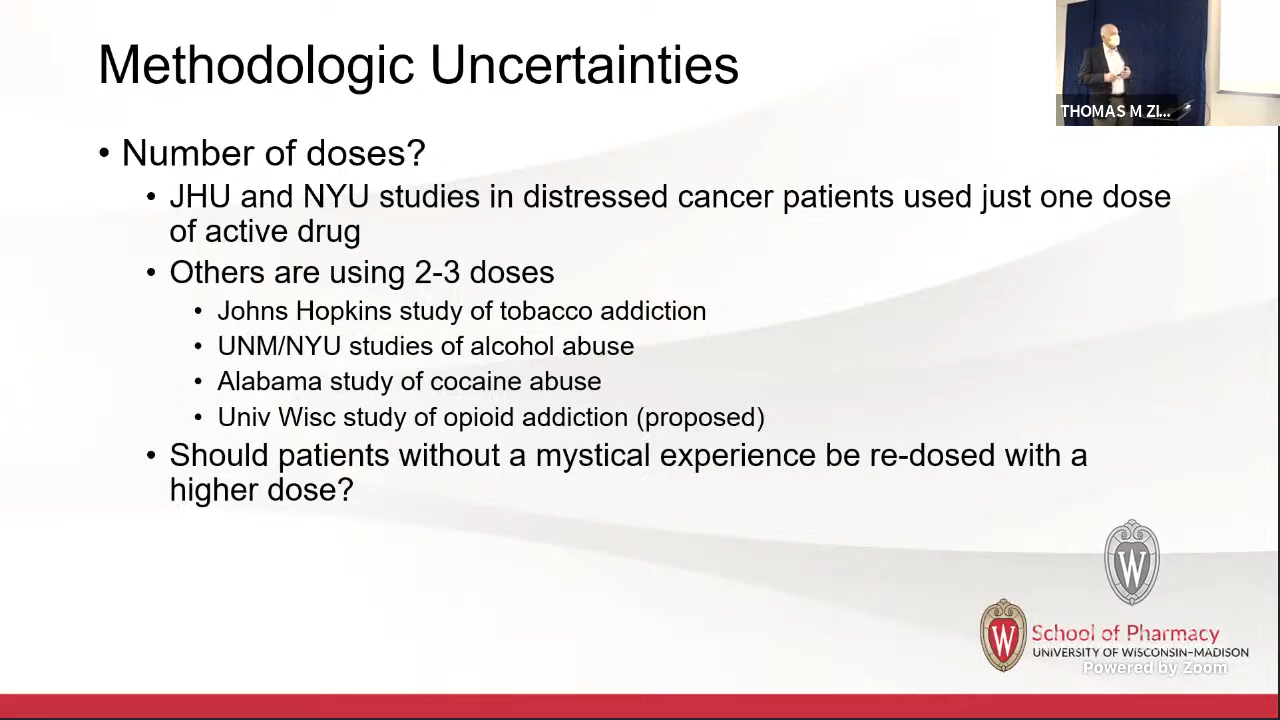 Methodologic Uncertainties
THOMAS M ZI...
• Number of doses?
• JHU and NYU studies in distressed cancer patients used just one dose
of active drug
• Others are using 2-3 doses
• Johns Hopkins study of tobacco addiction
• UNM/NYU studies of alcohol abuse
• Alabama study of cocaine abuse
• Univ Wisc study of opioid addiction (proposed)
• Should patients without a mystical experience be re-dosed with a
higher dose?
W
W
School of Pharmacy
UNIVERSITY OF WISCONSIN–MADISON
Powered by Zoom